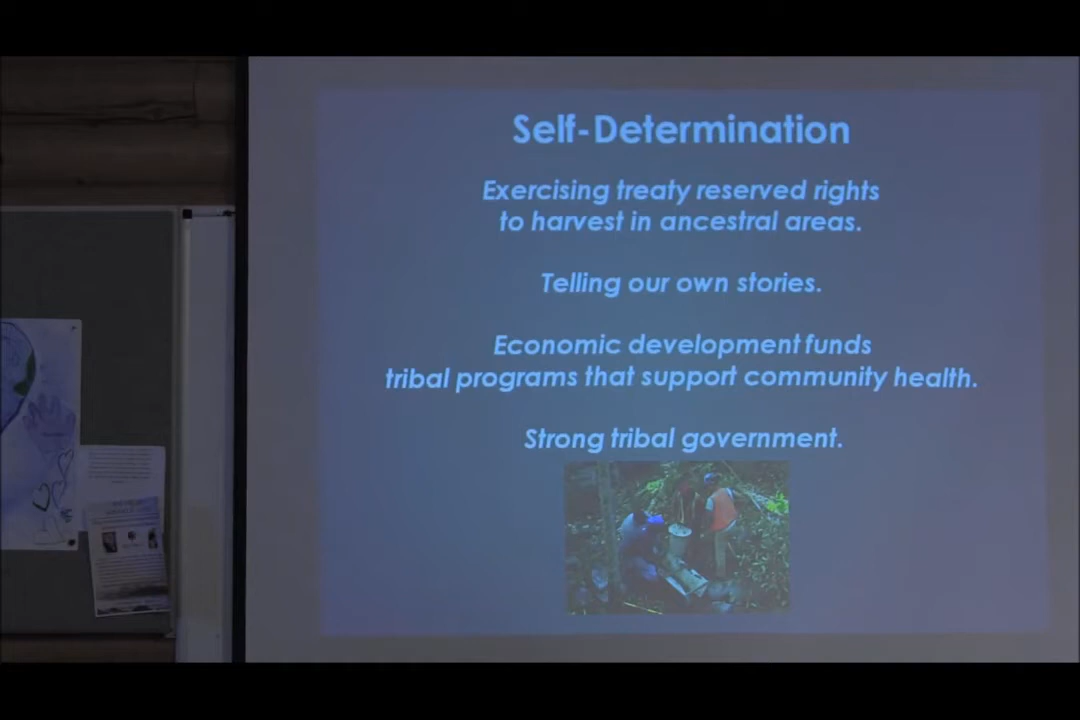 Self-Determination
Exercising treaty reserved rights
to harvest in ancestral areas.
Telling our own stories.
Economic development funds
tribal programs that support community health.
Strong tribal government.